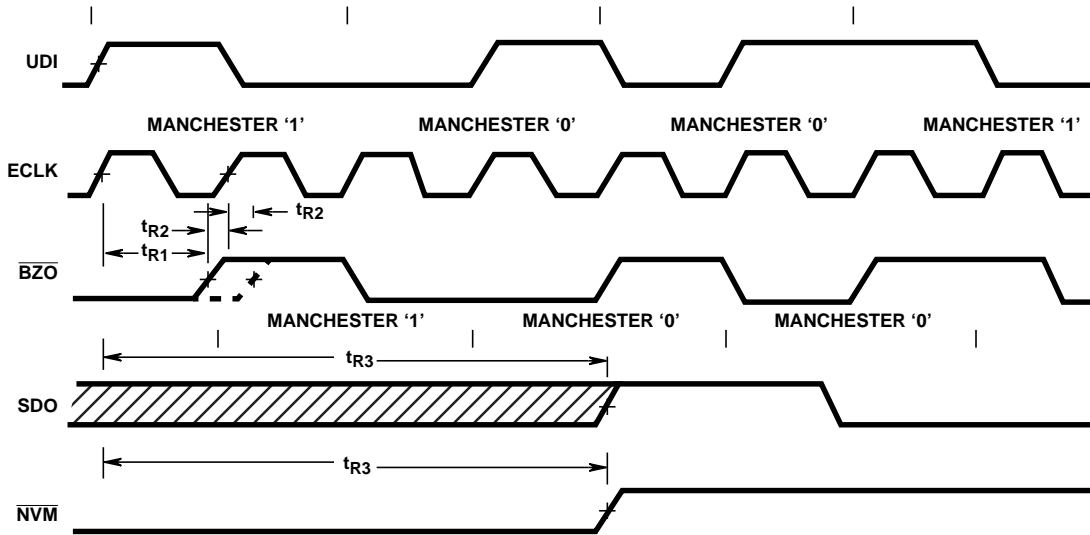 UDI
MANCHESTER ‘1’ MANCHESTER ‘0’ MANCHESTER ‘0’ MANCHESTER ‘1’
ECLK
tR2
tR2
tR1
BZO
MANCHESTER ‘1’ MANCHESTER ‘0’ MANCHESTER ‘0’
tR3
SDO
tR3
NVM